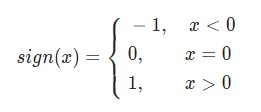 - 1, x < 0
sign(x) = { 0, x = 0
1, x > 0